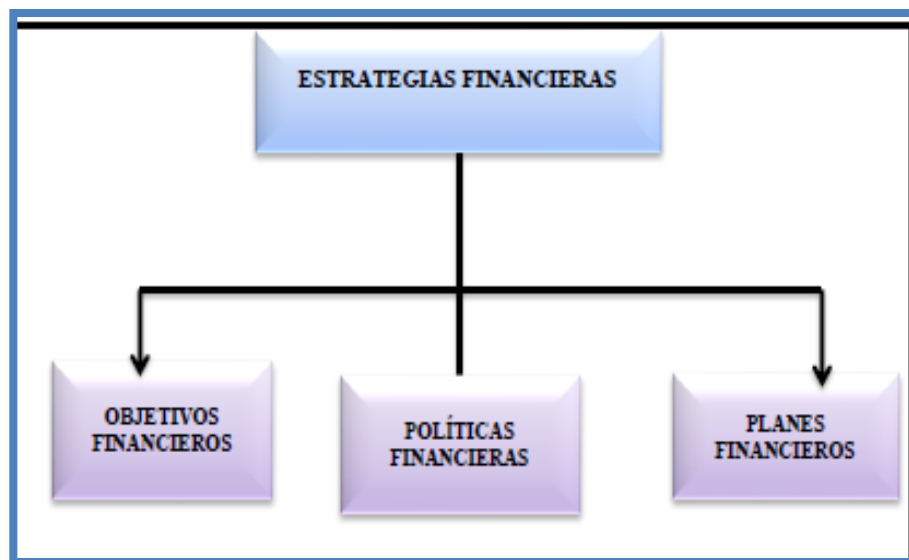 ESTRATEGIAS FINANCIERAS
OBJETIVOS
FINANCIEROS
POLÍTICAS
FINANCIERAS
PLANES
FINANCIEROS